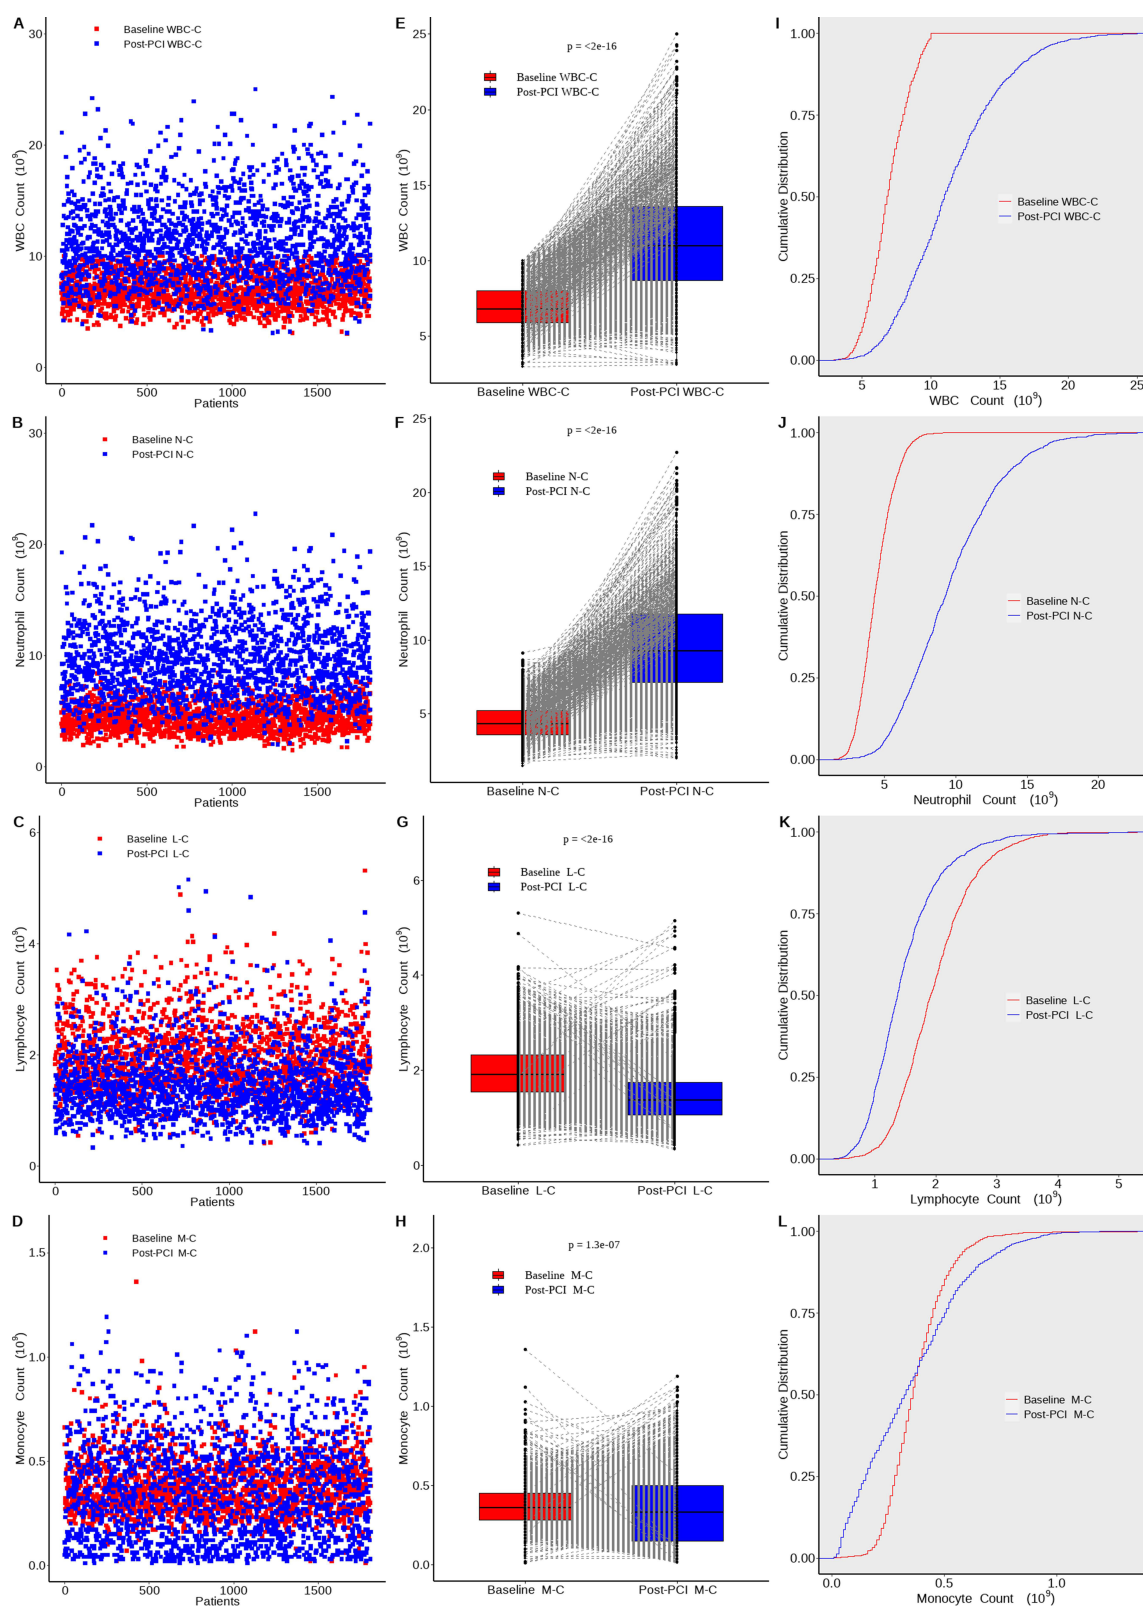 A
WBC Count (10⁹)
30
20
10
0
Baseline WBC-C
Post-PCI WBC-C
0 500 1000 1500
Patients
E
WBC Count (10⁹)
25
20
15
10
5
p = <2e-16
Baseline WBC-C
Post-PCI WBC-C
Baseline WBC-C Post-PCI WBC-C
I
Cumulative Distribution
1.00
0.75
0.50
0.25
0.00
Baseline WBC-C
Post-PCI WBC-C
5 10 15 20 25
WBC Count (10⁹)
B
Neutrophil Count (10⁹)
30
20
10
0
Baseline N-C
Post-PCI N-C
0 500 1000 1500
Patients
F
Neutrophil Count (10⁹)
25
20
15
10
5
p = <2e-16
Baseline N-C
Post-PCI N-C
Baseline N-C Post-PCI N-C
J
Cumulative Distribution
1.00
0.75
0.50
0.25
0.00
Baseline N-C
Post-PCI N-C
5 10 15 20
Neutrophil Count (10⁹)
C
Lymphocyte Count (10⁹)
6
4
2
0
Baseline L-C
Post-PCI L-C
0 500 1000 1500
Patients
G
Lymphocyte Count (10⁹)
6
4
2
0
p = <2e-16
Baseline L-C
Post-PCI L-C
Baseline L-C Post-PCI L-C
K
Cumulative Distribution
1.00
0.75
0.50
0.25
0.00
Baseline L-C
Post-PCI L-C
1 2 3 4 5
Lymphocyte Count (10⁹)
D
Monocyte Count (10⁹)
1.5
1.0
0.5
0.0
Baseline M-C
Post-PCI M-C
0 500 1000 1500
Patients
H
Monocyte Count (10⁹)
2.0
1.5
1.0
0.5
0.0
p = 1.3e-07
Baseline M-C
Post-PCI M-C
Baseline M-C Post-PCI M-C
L
Cumulative Distribution
1.00
0.75
0.50
0.25
0.00
Baseline M-C
Post-PCI M-C
0.0 0.5 1.0
Monocyte Count (10⁹)